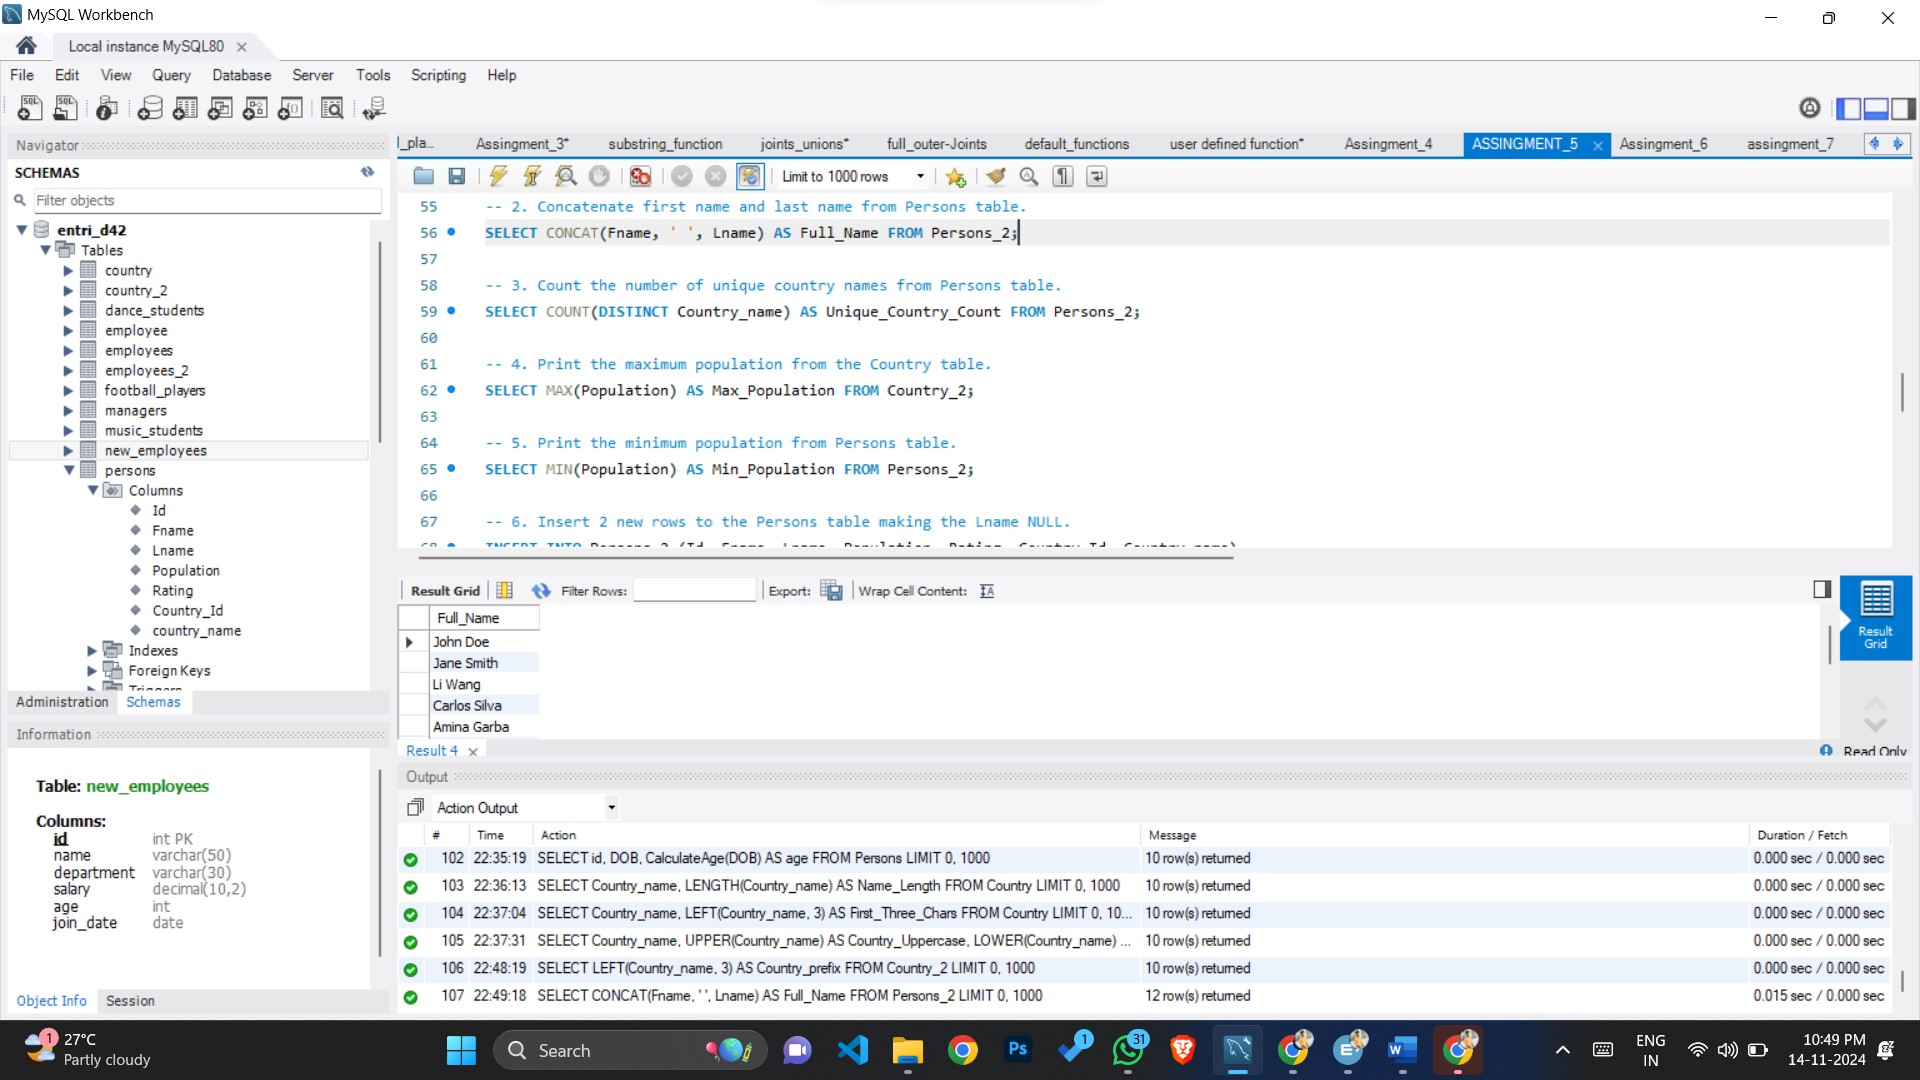 MySQL Workbench
Local instance MySQL80
File Edit View Query Database Server Tools Scripting Help
Navigator
SCHEMAS
Filter objects
entri_d42
Tables
country
country_2
dance_students
employee
employees
employees_2
football_players
managers
music_students
new_employees
persons
Columns
Id
Fname
Lname
Population
Rating
Country_Id
country_name
Indexes
Foreign Keys
Triggers
Administration Schemas
Information
Table: new_employees
Columns:
id int PK
name varchar(50)
department varchar(30)
salary decimal(10,2)
age int
join_date date
Object Info Session
l_pla... Assingment_3* substring_function joints_unions* full_outer-Joints default_functions user defined function* Assingment_4 ASSINGMENT_5 Assingment_6 assingment_7
Limit to 1000 rows
55 -- 2. Concatenate first name and last name from Persons table.
56 SELECT CONCAT(Fname, ' ', Lname) AS Full_Name FROM Persons_2;
57
58 -- 3. Count the number of unique country names from Persons table.
59 SELECT COUNT(DISTINCT Country_name) AS Unique_Country_Count FROM Persons_2;
60
61 -- 4. Print the maximum population from the Country table.
62 SELECT MAX(Population) AS Max_Population FROM Country_2;
63
64 -- 5. Print the minimum population from Persons table.
65 SELECT MIN(Population) AS Min_Population FROM Persons_2;
66
67 -- 6. Insert 2 new rows to the Persons table making the Lname NULL.
68 INSERT INTO Persons_2 (Id, Fname, Lname, Population, Rating, Country_Id, Country_name)
Result Grid Filter Rows: Export: Wrap Cell Content:
Full_Name
John Doe
Jane Smith
Li Wang
Carlos Silva
Amina Garba
Result Grid
Result 4
Read Only
Output
Action Output
# Time Action Message Duration / Fetch
102 22:35:19 SELECT id, DOB, CalculateAge(DOB) AS age FROM Persons LIMIT 0, 1000 10 row(s) returned 0.000 sec / 0.000 sec
103 22:36:13 SELECT Country_name, LENGTH(Country_name) AS Name_Length FROM Country LIMIT 0, 1000 10 row(s) returned 0.000 sec / 0.000 sec
104 22:37:04 SELECT Country_name, LEFT(Country_name, 3) AS First_Three_Chars FROM Country LIMIT 0, 10... 10 row(s) returned 0.000 sec / 0.000 sec
105 22:37:31 SELECT Country_name, UPPER(Country_name) AS Country_Uppercase, LOWER(Country_name) ... 10 row(s) returned 0.000 sec / 0.000 sec
106 22:48:19 SELECT LEFT(Country_name, 3) AS Country_prefix FROM Country_2 LIMIT 0, 1000 10 row(s) returned 0.000 sec / 0.000 sec
107 22:49:18 SELECT CONCAT(Fname, ' ', Lname) AS Full_Name FROM Persons_2 LIMIT 0, 1000 12 row(s) returned 0.015 sec / 0.000 sec
1 27°C
Partly cloudy
Search
Ps
1
31
ENG
IN
10:49 PM
14-11-2024